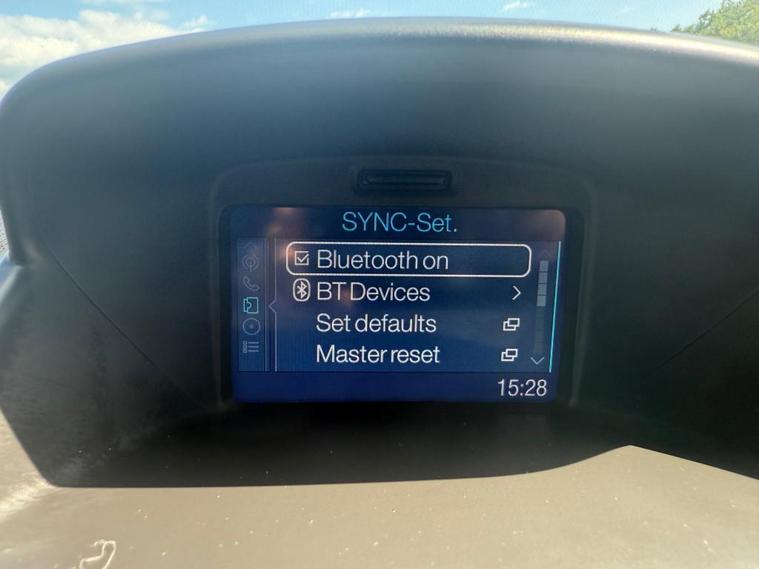 SYNC-Set.
Bluetooth on
BT Devices
Set defaults
Master reset
15:28